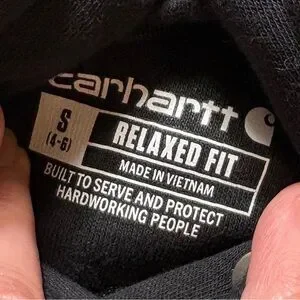 carhartt
S
(4-6)
RELAXED FIT
MADE IN VIETNAM
BUILT TO SERVE AND PROTECT
HARDWORKING PEOPLE